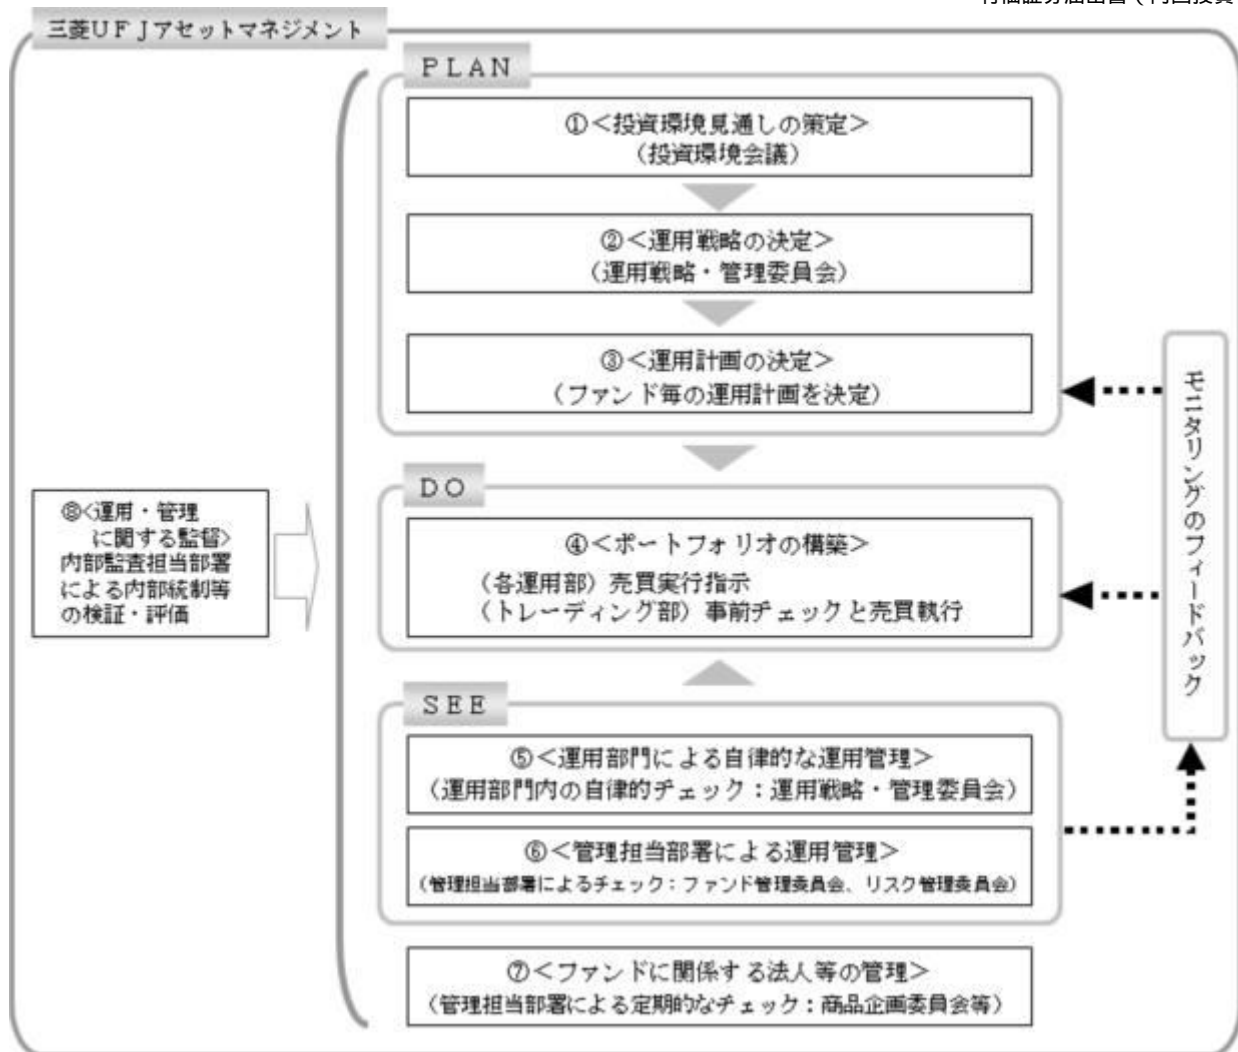 三菱UFJアセットマネジメント
PLAN
①<投資環境見通しの策定>
(投資環境会議)
②<運用戦略の決定>
(運用戦略・管理委員会)
③<運用計画の決定>
(ファンド毎の運用計画を決定)
DO
④<ポートフォリオの構築>
(各運用部)売買実行指示
(トレーディング部)事前チェックと売買執行
SEE
⑤<運用部門による自律的な運用管理>
(運用部門内の自律的チェック:運用戦略・管理委員会)
⑥<管理担当部署による運用管理>
(管理担当部署によるチェック:ファンド管理委員会、リスク管理委員会)
⑦<ファンドに関係する法人等の管理>
(管理担当部署による定期的なチェック:商品企画委員会等)
⑧<運用・管理
に関する監督>
内部監査担当部署
による内部統制等
の検証・評価
モニタリングのフィードバック